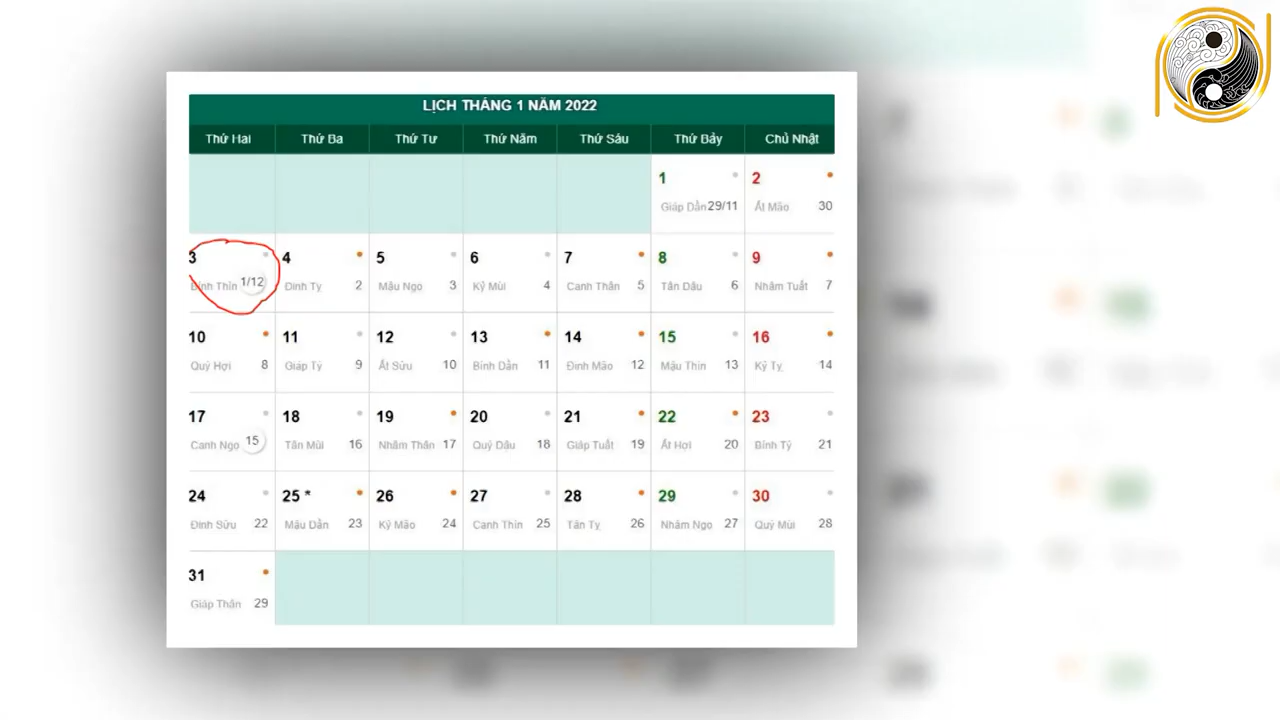 LỊCH THÁNG 1 NĂM 2022
Thứ Hai Thứ Ba Thứ Tư Thứ Năm Thứ Sáu Thứ Bảy Chủ Nhật
1 2
Giáp Dần 29/11 Ất Mão 30
3 4 5 6 7 8 9
Bính Thìn 1/12 Đinh Tỵ 2 Mậu Ngọ 3 Kỷ Mùi 4 Canh Thân 5 Tân Dậu 6 Nhâm Tuất 7
10 11 12 13 14 15 16
Quý Hợi 8 Giáp Tý 9 Ất Sửu 10 Bính Dần 11 Đinh Mão 12 Mậu Thìn 13 Kỷ Tỵ 14
17 18 19 20 21 22 23
Canh Ngọ 15 Tân Mùi 16 Nhâm Thân 17 Quý Dậu 18 Giáp Tuất 19 Ất Hợi 20 Bính Tý 21
24 25 * 26 27 28 29 30
Đinh Sửu 22 Mậu Dần 23 Kỷ Mão 24 Canh Thìn 25 Tân Tỵ 26 Nhâm Ngọ 27 Quý Mùi 28
31
Giáp Thân 29